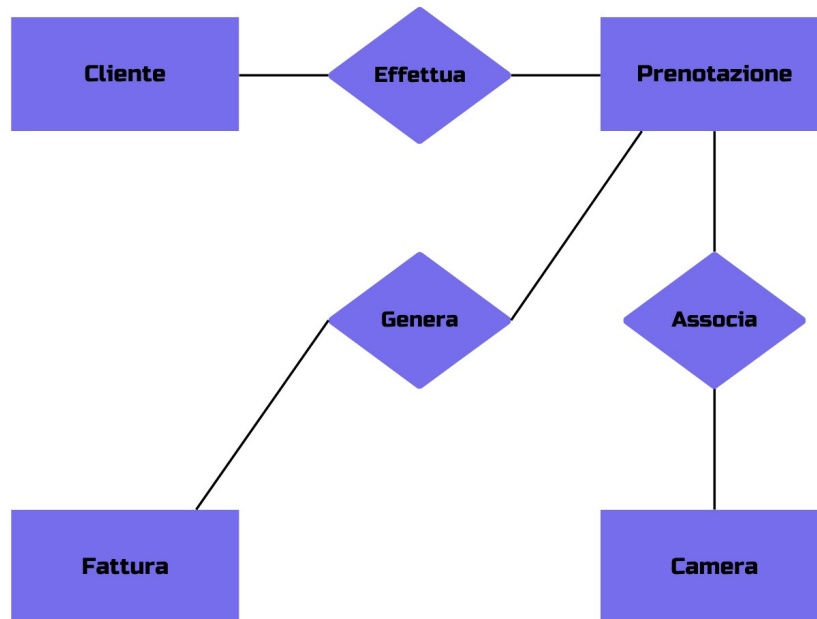 Cliente
Effettua
Prenotazione
Genera
Associa
Fattura
Camera